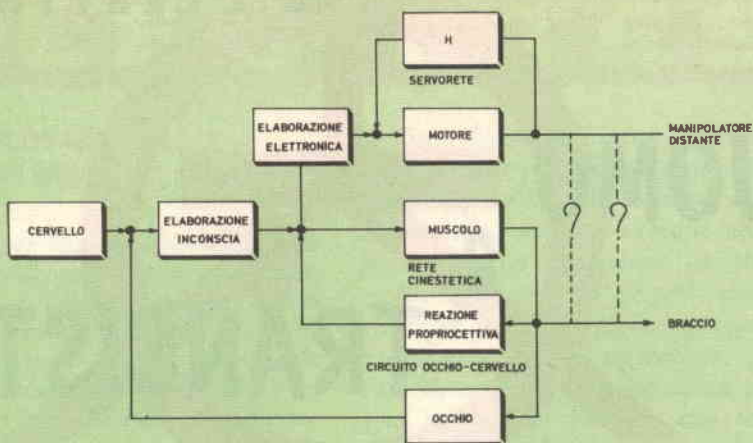 H
SERVORETE
ELABORAZIONE
ELETTRONICA
MOTORE
MANIPOLATORE
DISTANTE
CERVELLO
ELABORAZIONE
INCONSCIA
MUSCOLO
RETE
CINESTETICA
REAZIONE
PROPRIOCETTIVA
BRACCIO
CIRCUITO OCCHIO-CERVELLO
OCCHIO